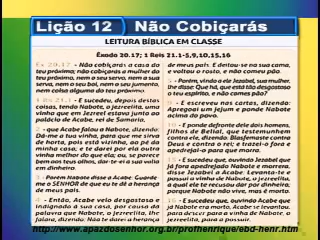 Lição 12 Não Cobiçarás
LEITURA BÍBLICA EM CLASSE
Êxodo 20.17; 1 Reis 21.1-5,9,10,15,16
Ex 20.17 - Não cobiçarás a casa do
teu próximo; não cobiçarás a mulher do
teu próximo, nem o seu servo, nem a sua
serva, nem o seu boi, nem o seu jumento,
nem coisa alguma do teu próximo.
1 Rs 21.1 - E sucedeu, depois destas
coisas, tendo Nabote, o jezreelita, uma
vinha que em Jezreel estava junto ao
palácio de Acabe, rei de Samaria,
2 - que Acabe falou a Nabote, dizendo:
Dá-me a tua vinha, para que me sirva
de horta, pois está vizinha, ao pé da
minha casa; e te darei por ela outra
vinha melhor do que ela; ou, se parece
bem aos teus olhos, dar-te-ei a sua valia
em dinheiro.
3 - Porém Nabote disse a Acabe: Guarde-
me o SENHOR de que eu te dê a herança
de meus pais.
4 - Então, Acabe veio desgostoso e
indignado à sua casa, por causa da
palavra que Nabote, o jezreelita, lhe
falara, dizendo: Não te darei a herança
de meus pais. E deitou-se na sua cama,
e voltou o rosto, e não comeu pão.
5 - Porém, vindo a ele Jezabel, sua mulher,
lhe disse: Que há, que está tão desgostoso
o teu espírito, e não comes pão?
9 - E escreveu nas cartas, dizendo:
Apregoai um jejum e ponde a Nabote
acima do povo.
10 - E ponde defronte dele dois homens,
filhos de Belial, que testemunhem
contra ele, dizendo: Blasfemaste contra
Deus e contra o rei; e trazei-o fora e
apedrejai-o para que morra.
15 - E sucedeu que, ouvindo Jezabel que
já fora apedrejado Nabote e morrera,
disse Jezabel a Acabe: Levanta-te e
possui a vinha de Nabote, o jezreelita,
a qual ele te recusou dar por dinheiro;
porque Nabote não vive, mas é morto.
16 - E sucedeu que, ouvindo Acabe que
já Nabote era morto, Acabe se levantou,
para descer para a vinha de Nabote, o
jezreelita, para a possuir.
http://www.apazdosenhor.org.br/profhenrique/ebd-henr.htm